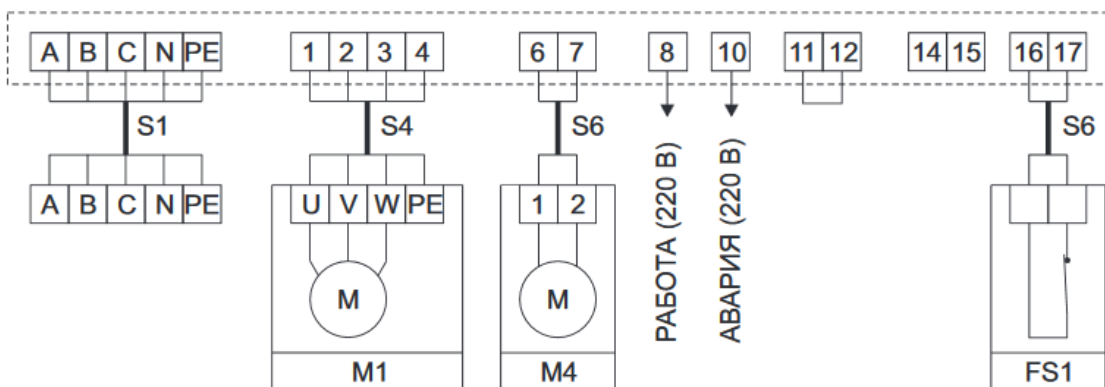 A B C N PE 1 2 3 4 6 7 8 10 11 12 14 15 16 17
S1 S4 S6 S6
РАБОТА (220 В)
АВАРИЯ (220 В)
A B C N PE U V W PE 1 2
M M
M1 M4 FS1